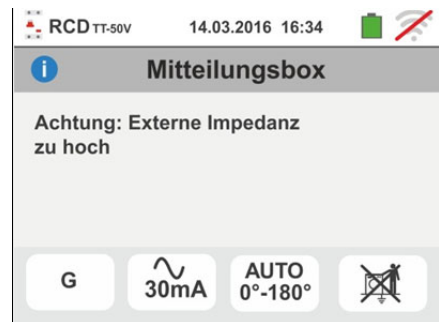 RCD TT-50V 14.03.2016 16:34
i Mitteilungsbox
Achtung: Externe Impedanz
zu hoch
G 30mA AUTO
0°-180°